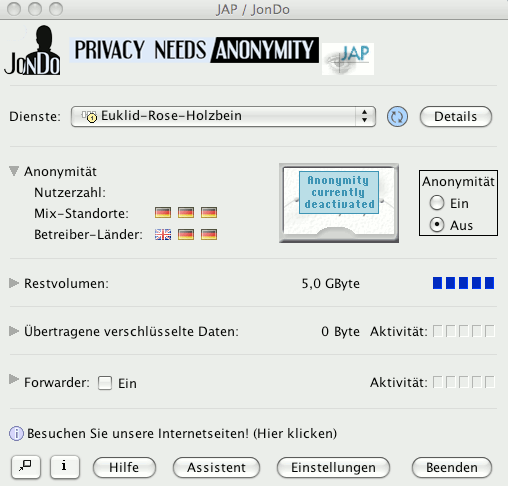 JAP / JonDo
JonDo
PRIVACY NEEDS ANONYMITY
JAP
Dienste:
Euklid-Rose-Holzbein
Details
Anonymität
Nutzerzahl:
Mix-Standorte:
Betreiber-Länder:
Anonymity
currently
deactivated
Anonymität
Ein
Aus
Restvolumen:
5,0 GByte
Übertragene verschlüsselte Daten:
0 Byte
Aktivität:
Forwarder:
Ein
Aktivität:
i
Besuchen Sie unsere Internetseiten! (Hier klicken)
i
Hilfe
Assistent
Einstellungen
Beenden